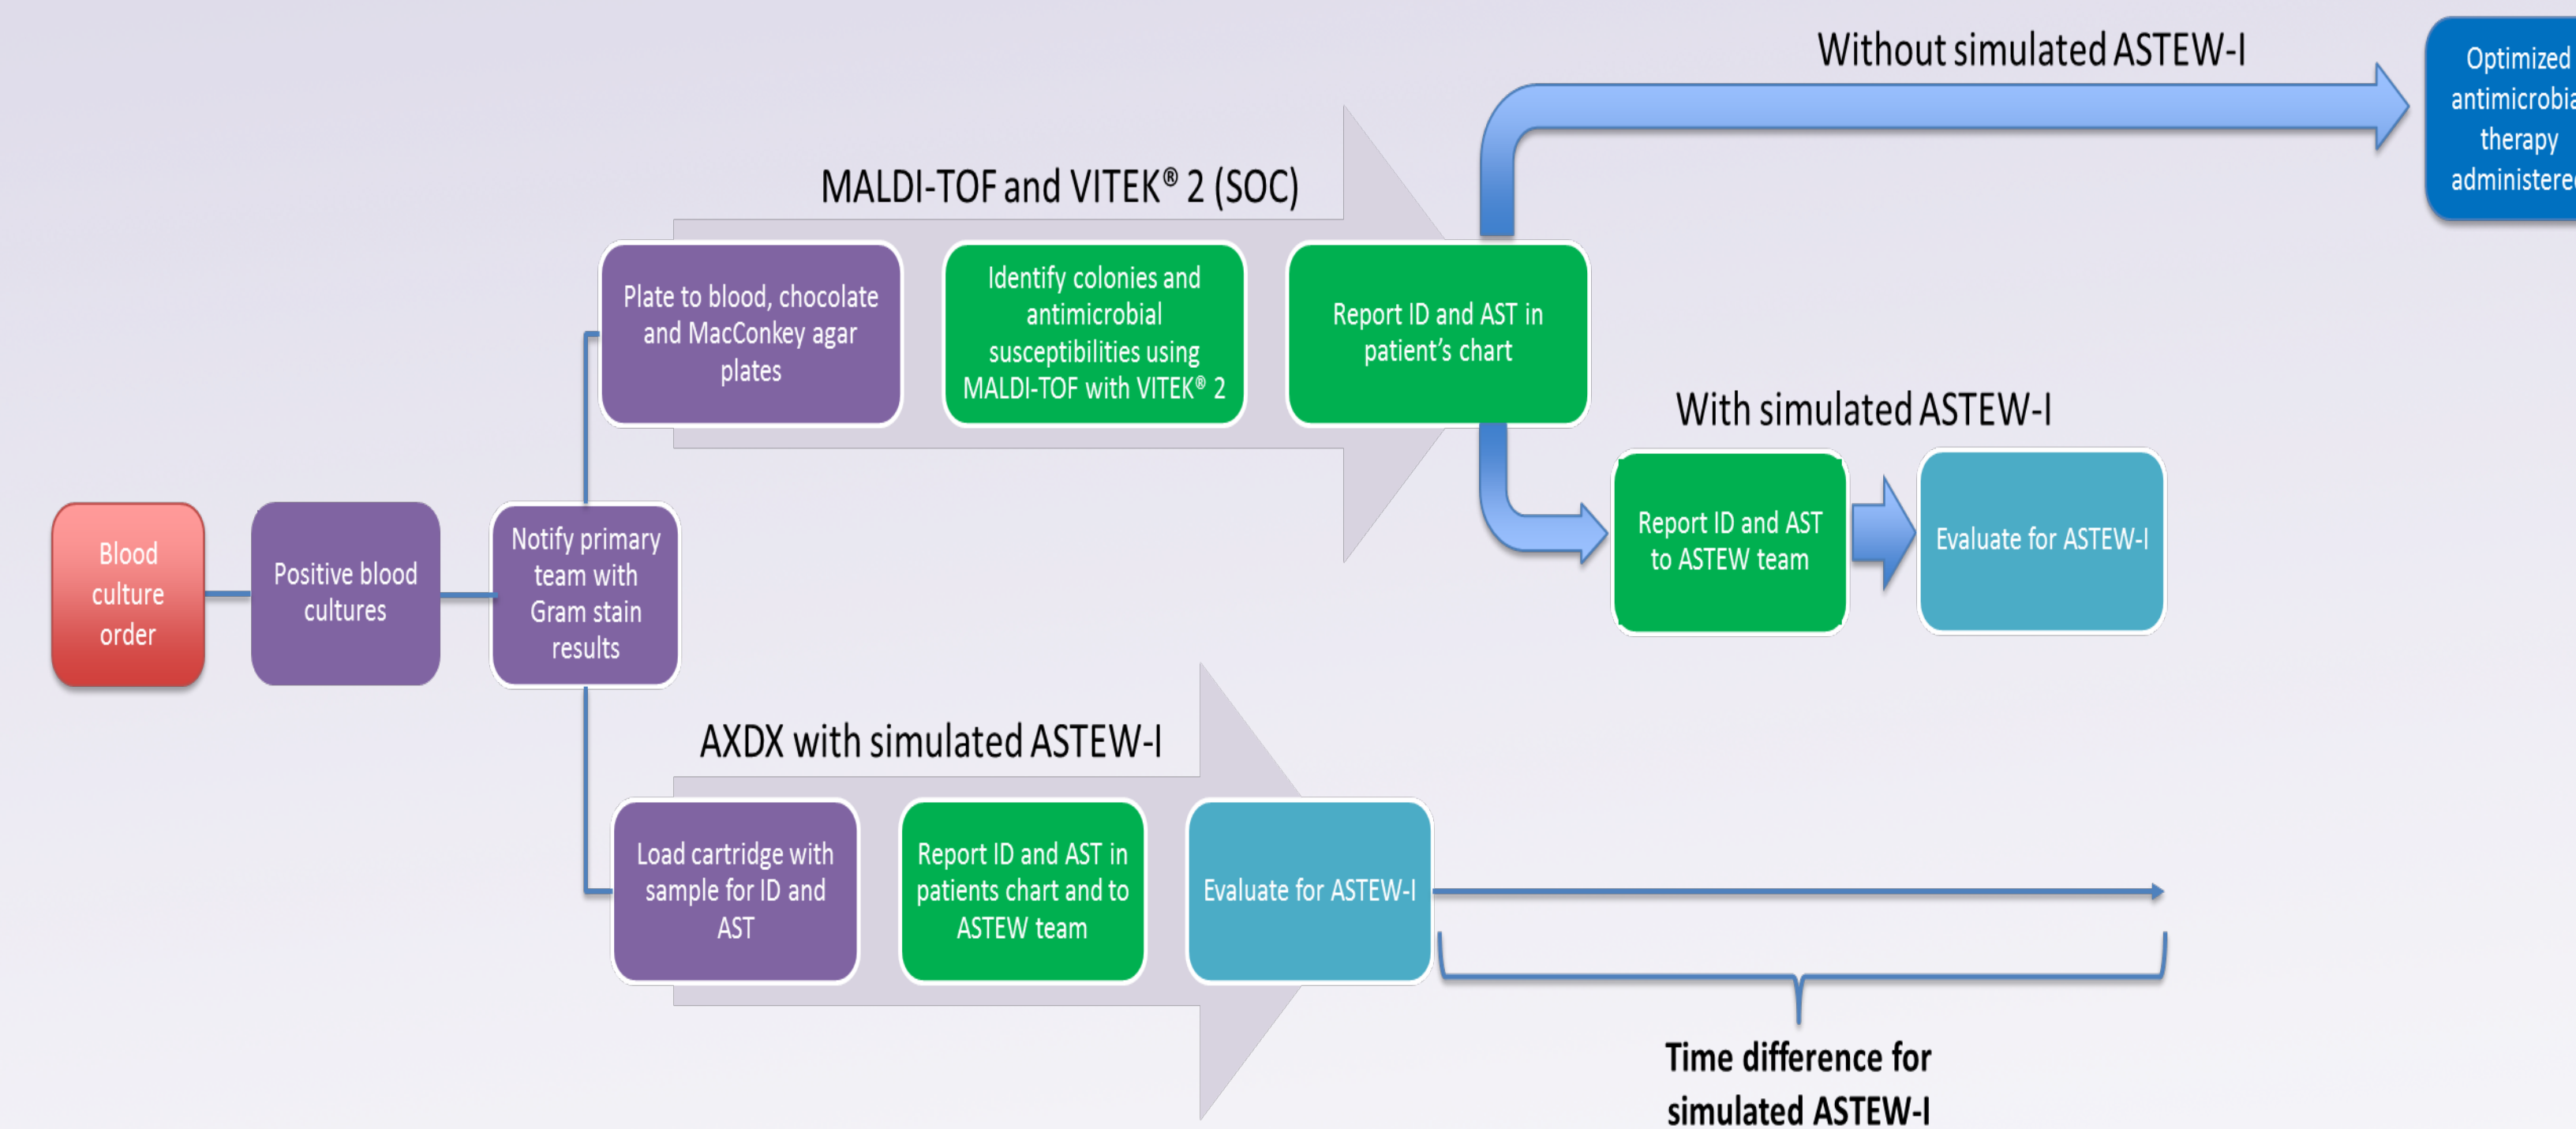 Without simulated ASTEW-I
Optimized
therapy
MALDI-TOF and VITEK® 2 (SOC)
Plate to blood, chocolate
and MacConkey agar
plates
Identify colonies and
antimicrobial
susceptibilities using
MALDI-TOF with VITEK® 2
Report ID and AST in
patient's chart
With simulated ASTEW-I
Report ID and AST
to ASTEW team
Evaluate for ASTEW-I
Blood
culture
order
Positive blood
cultures
Notify primary
team with
Gram stain
results
AXDX with simulated ASTEW-I
Load cartridge with
sample for ID and
AST
Report ID and AST in
patients chart and to
ASTEW team
Evaluate for ASTEW-I
Time difference for
simulated ASTEW-I